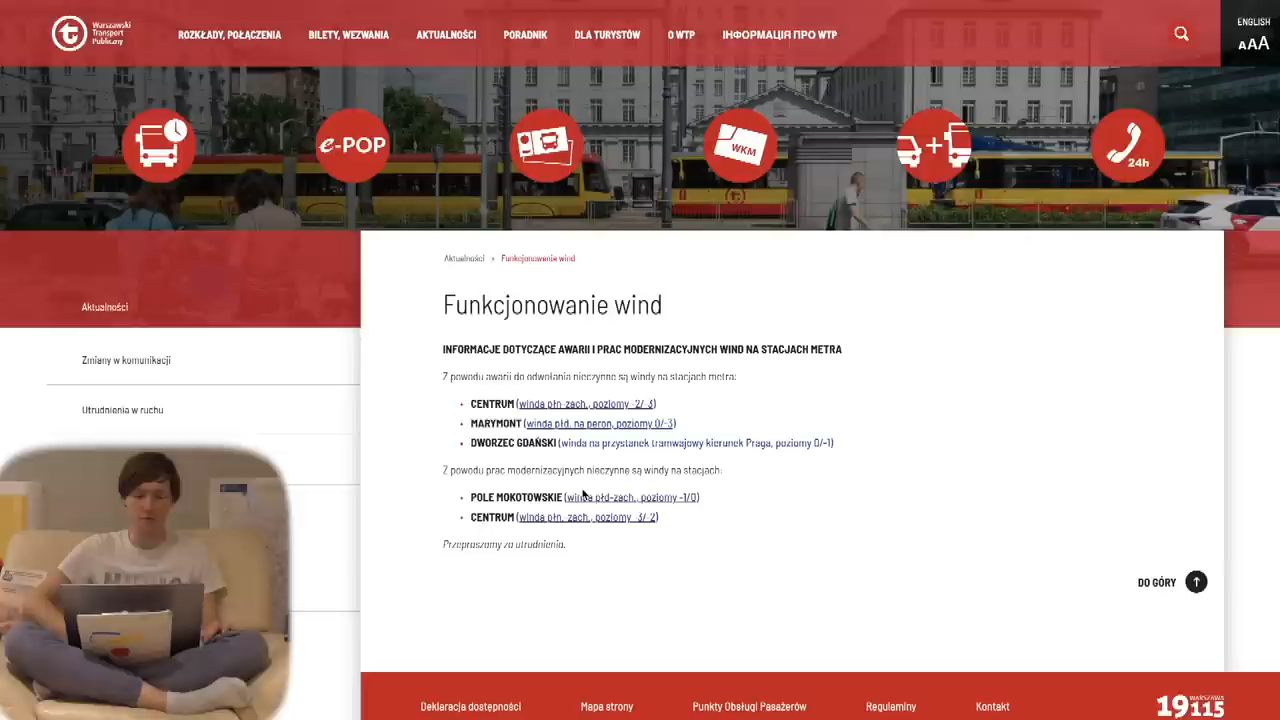 Warszawski
Transport
Publiczny
ROZKŁADY, POŁĄCZENIA
BILETY, WEZWANIA
AKTUALNOŚCI
PORADNIK
DLA TURYSTÓW
O WTP
ІНФОРМАЦІЯ ПРО WTP
ENGLISH
AAA
e-POP
WKM
24h
Aktualności » Funkcjonowanie wind
Funkcjonowanie wind
Aktualności
Zmiany w komunikacji
Utrudnienia w ruchu
INFORMACJE DOTYCZĄCE AWARII I PRAC MODERNIZACYJNYCH WIND NA STACJACH METRA
Z powodu awarii do odwołania nieczynne są windy na stacjach metra:
CENTRUM (winda płn-zach., poziomy -2/-3)
MARYMONT (winda płd. na peron, poziomy 0/-3)
DWORZEC GDAŃSKI (winda na przystanek tramwajowy kierunek Praga, poziomy 0/-1)
Z powodu prac modernizacyjnych nieczynne są windy na stacjach:
POLE MOKOTOWSKIE (winda płd-zach., poziomy -1/0)
CENTRUM (winda płn. zach., poziomy -3/-2)
Przepraszamy za utrudnienia.
DO GÓRY
Deklaracja dostępności
Mapa strony
Punkty Obsługi Pasażerów
Regulaminy
Kontakt
WARSZAWA
19115